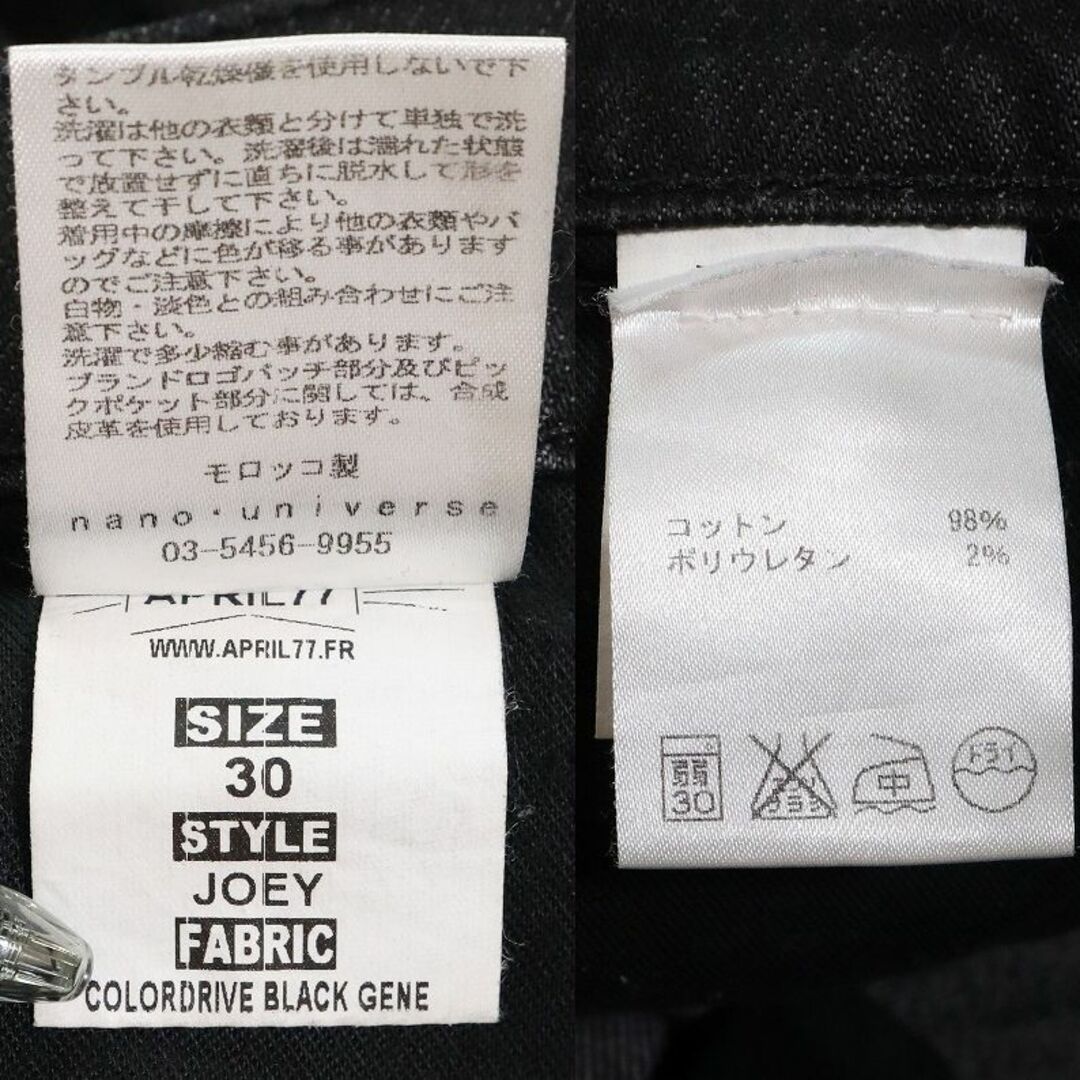 タンブル乾燥機を使用しないで下
さい。
洗濯は他の衣類と分けて単独で洗
って下さい。洗濯後は濡れた状態
で放置せずに直ちに脱水して形を
整えて干して下さい。
着用中の摩擦により他の衣類やバ
ッグなどに色が移る事があります
のでご注意下さい。
白物・淡色との組み合わせにご注
意下さい。
洗濯で多少縮む事があります。
ブランドロゴパッチ部分及びピッ
クポケット部分に関しては、合成
皮革を使用しております。
モロッコ製
nano・universe
03-5456-9955
APRIL77
WWW.APRIL77.FR
SIZE
30
STYLE
JOEY
FABRIC
COLORDRIVE BLACK GENE
コットン 98%
ポリウレタン 2%
弱 30 エンソ サラシ 中 ドライ